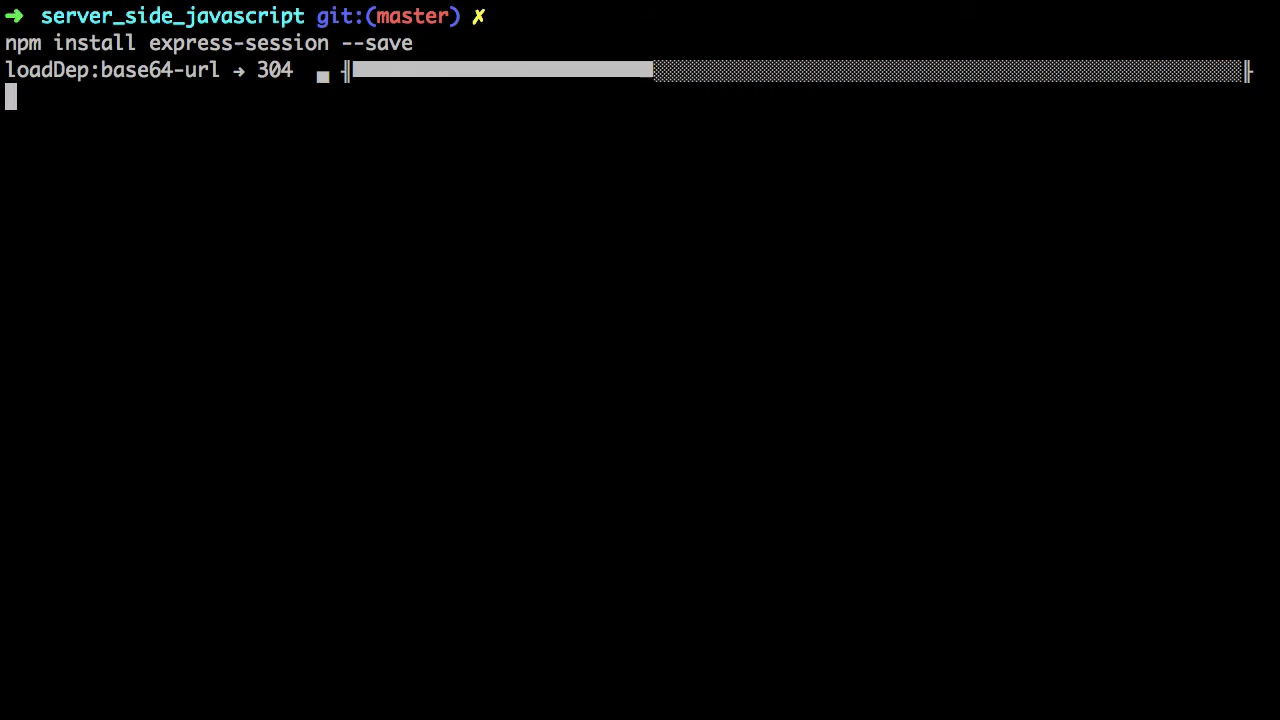 ➜  server_side_javascript git:(master) ✗
npm install express-session --save
loadDep:base64-url → 304  ▄ ╢█████████████████████████░░░░░░░░░░░░░░░░░░░░░░░░░░░░░░░░░░░░░░░░░░░░░░░░░╟